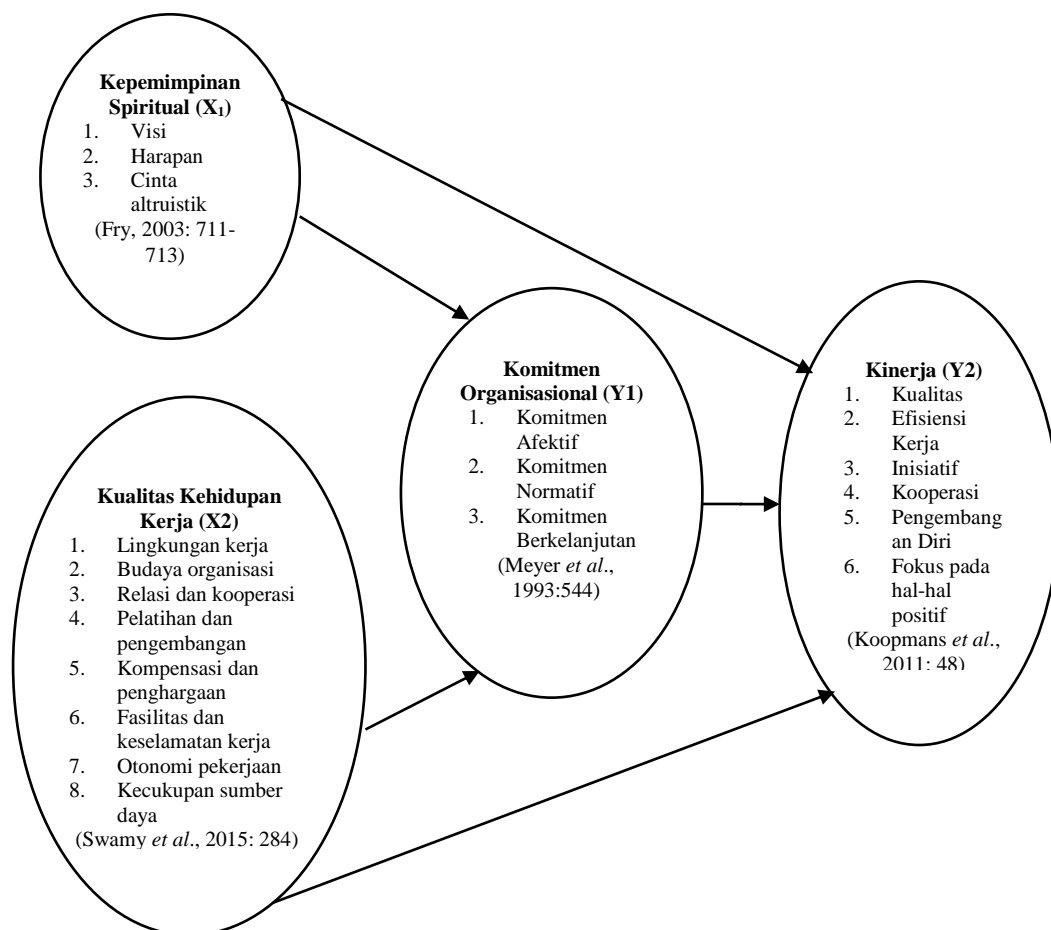 Kepemimpinan
Spiritual (X₁)
1. Visi
2. Harapan
3. Cinta
altruistik
(Fry, 2003: 711-
713)
Kualitas Kehidupan
Kerja (X2)
1. Lingkungan kerja
2. Budaya organisasi
3. Relasi dan kooperasi
4. Pelatihan dan
pengembangan
5. Kompensasi dan
penghargaan
6. Fasilitas dan
keselamatan kerja
7. Otonomi pekerjaan
8. Kecukupan sumber
daya
(Swamy et al., 2015: 284)
Komitmen
Organisasional (Y1)
1. Komitmen
Afektif
2. Komitmen
Normatif
3. Komitmen
Berkelanjutan
(Meyer et al.,
1993:544)
Kinerja (Y2)
1. Kualitas
2. Efisiensi
Kerja
3. Inisiatif
4. Kooperasi
5. Pengembang
an Diri
6. Fokus pada
hal-hal
positif
(Koopmans et al.,
2011: 48)